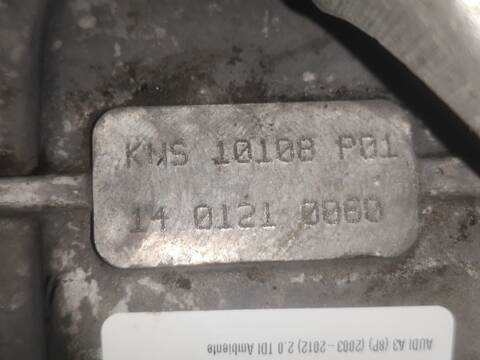 KWS 10108 P01
14 0121 0080
AUDI A3 (8P) (2003 - 2012) 2.0 TDI Ambiente